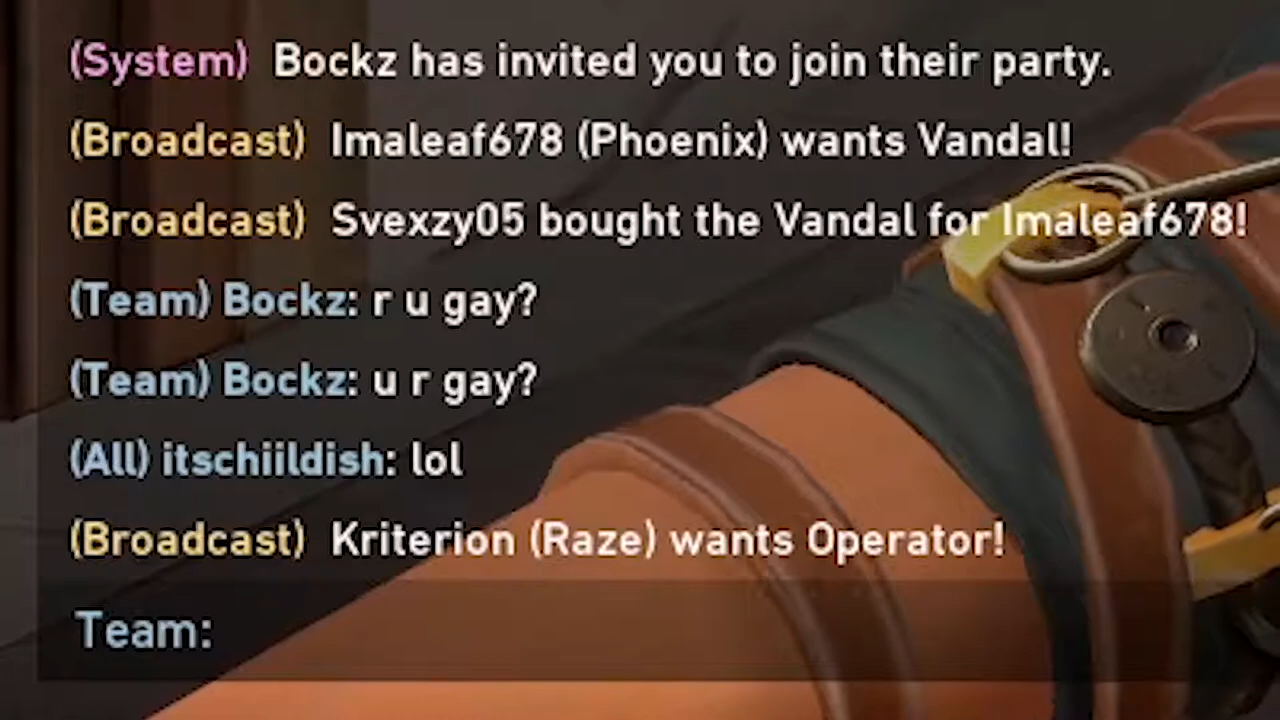 (System) Bockz has invited you to join their party.
(Broadcast) Imaleaf678 (Phoenix) wants Vandal!
(Broadcast) Svexzy05 bought the Vandal for Imaleaf678!
(Team) Bockz: r u gay?
(Team) Bockz: u r gay?
(All) itschiildish: lol
(Broadcast) Kriterion (Raze) wants Operator!
Team: